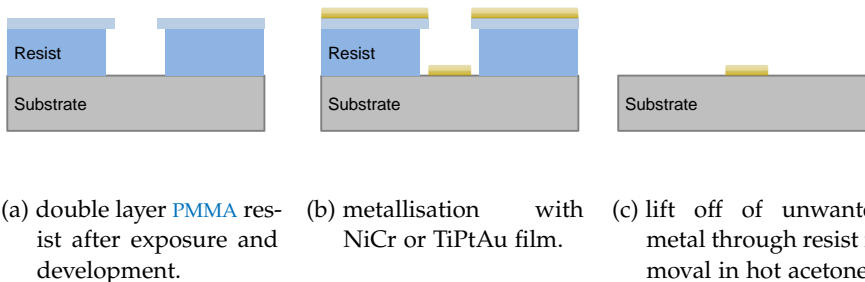 Resist
Substrate
Resist
Substrate
Substrate
(a) double layer PMMA res-
ist after exposure and
development.
(b) metallisation with
NiCr or TiPtAu film.
(c) lift off of
metal through resist
moval in hot acetone